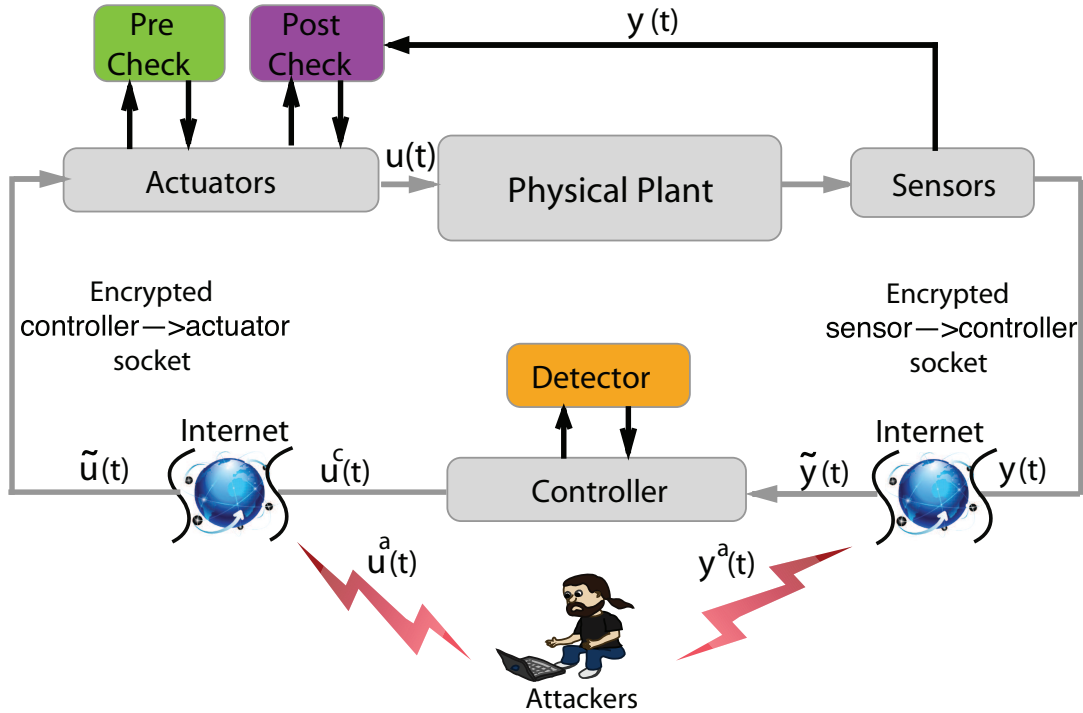 Pre
Check
Post
Check
y (t)
Actuators
u(t)
Physical Plant
Sensors
Encrypted
controller—>actuator
socket
Encrypted
sensor—>controller
socket
Detector
Internet
Internet
ũ(t)
u^c(t)
Controller
ỹ(t)
y(t)
u^a(t)
y^a(t)
Attackers